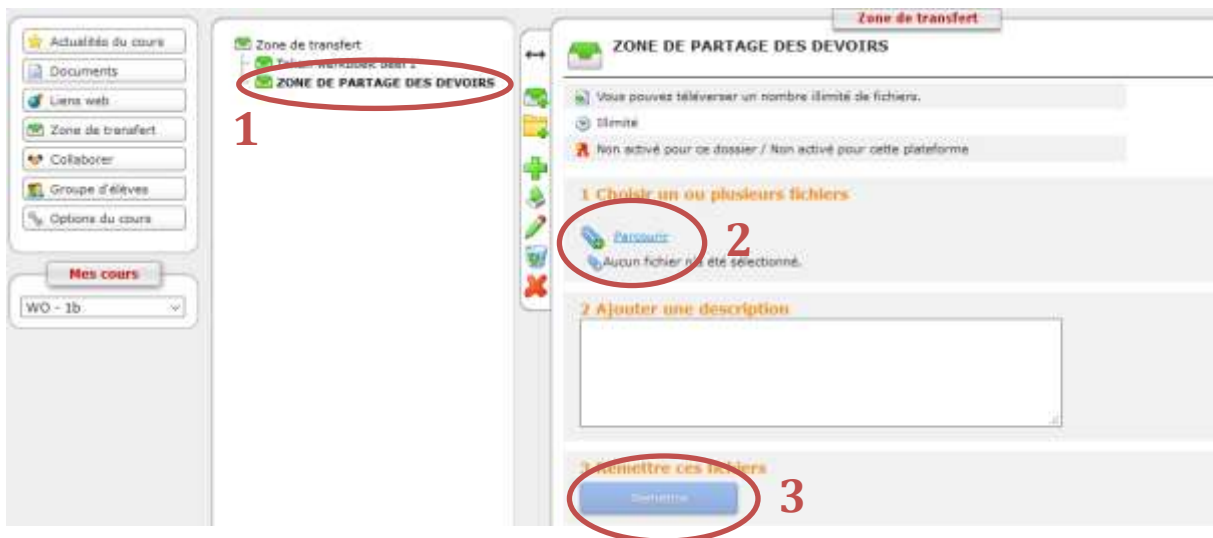 Zone de transfert
Actualités du cours
Documents
Liens web
Zone de transfert
Collaborer
Groupe d'élèves
Options du cours
Mes cours
WO - 1b
Zone de transfert
ZONE DE PARTAGE DES DEVOIRS
1
ZONE DE PARTAGE DES DEVOIRS
Vous pouvez téléverser un nombre illimité de fichiers.
Illimité
Non activé pour ce dossier / Non activé pour cette plateforme
1 Choisir un ou plusieurs fichiers
Parcourir
2
Aucun fichier n'a été sélectionné.
2 Ajouter une description
3 Remettre ces fichiers
Remettre
3